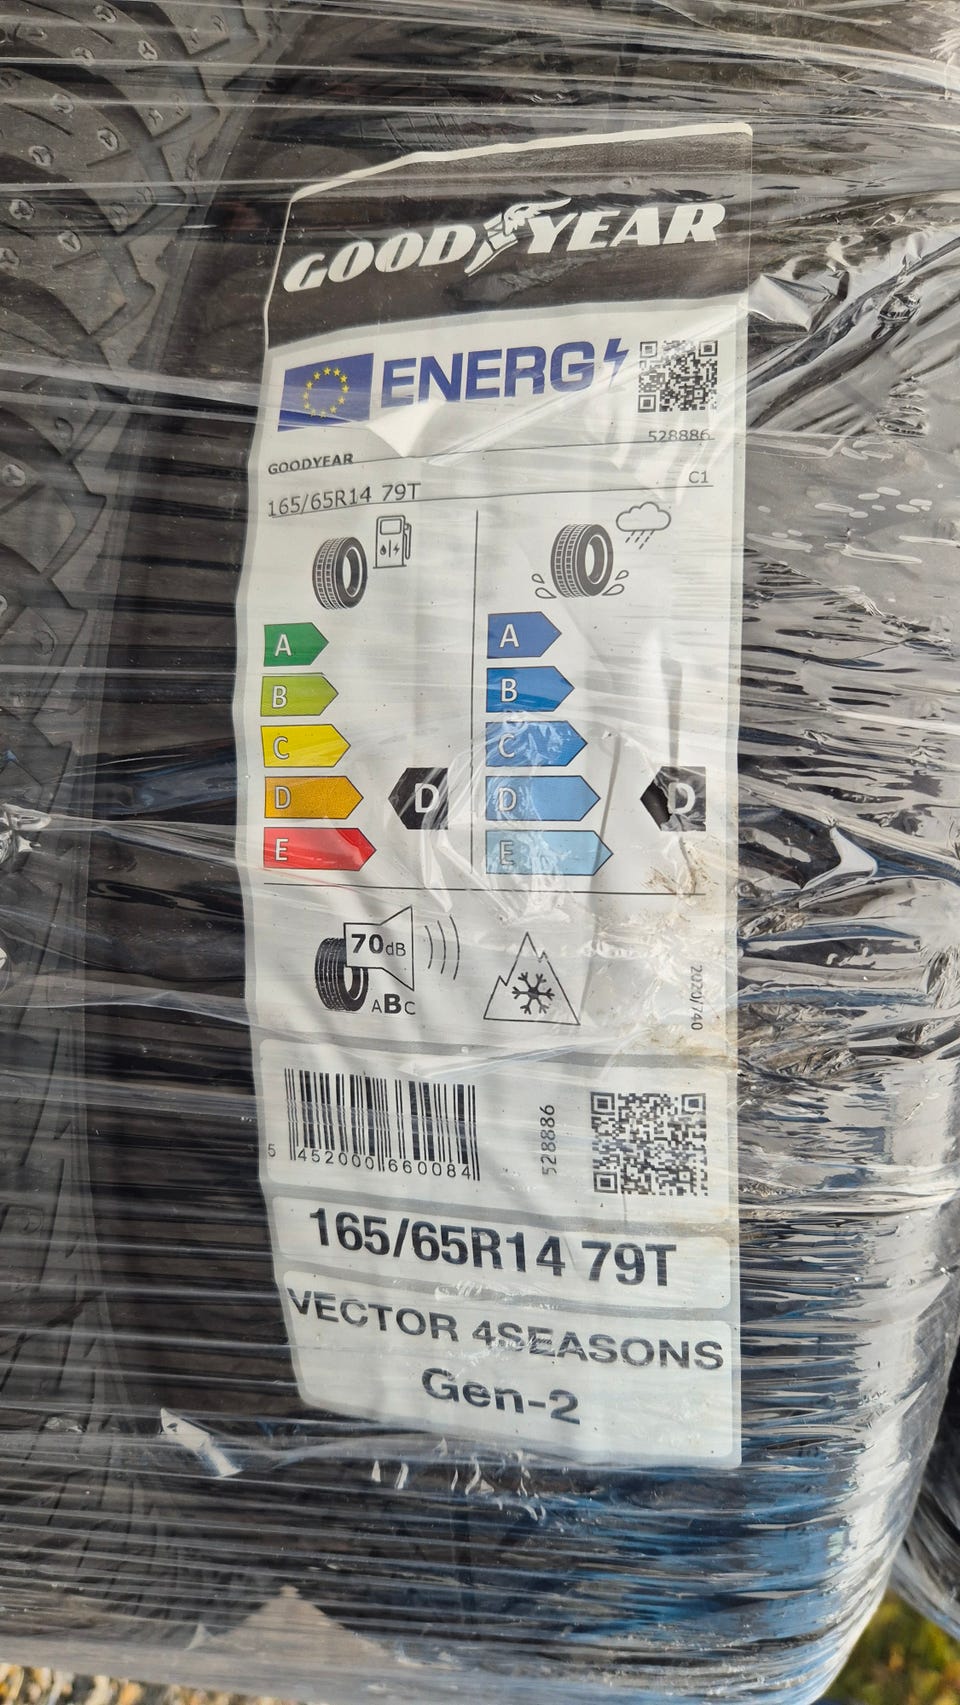 GOODYEAR
ENERG
528886
GOODYEAR
165/65R14 79T
C1
A
B
C
D
E
D
A
B
C
D
E
D
70dB
ABC
2020/740
5 452000 660084
528886
165/65R14 79T
VECTOR 4SEASONS
Gen-2